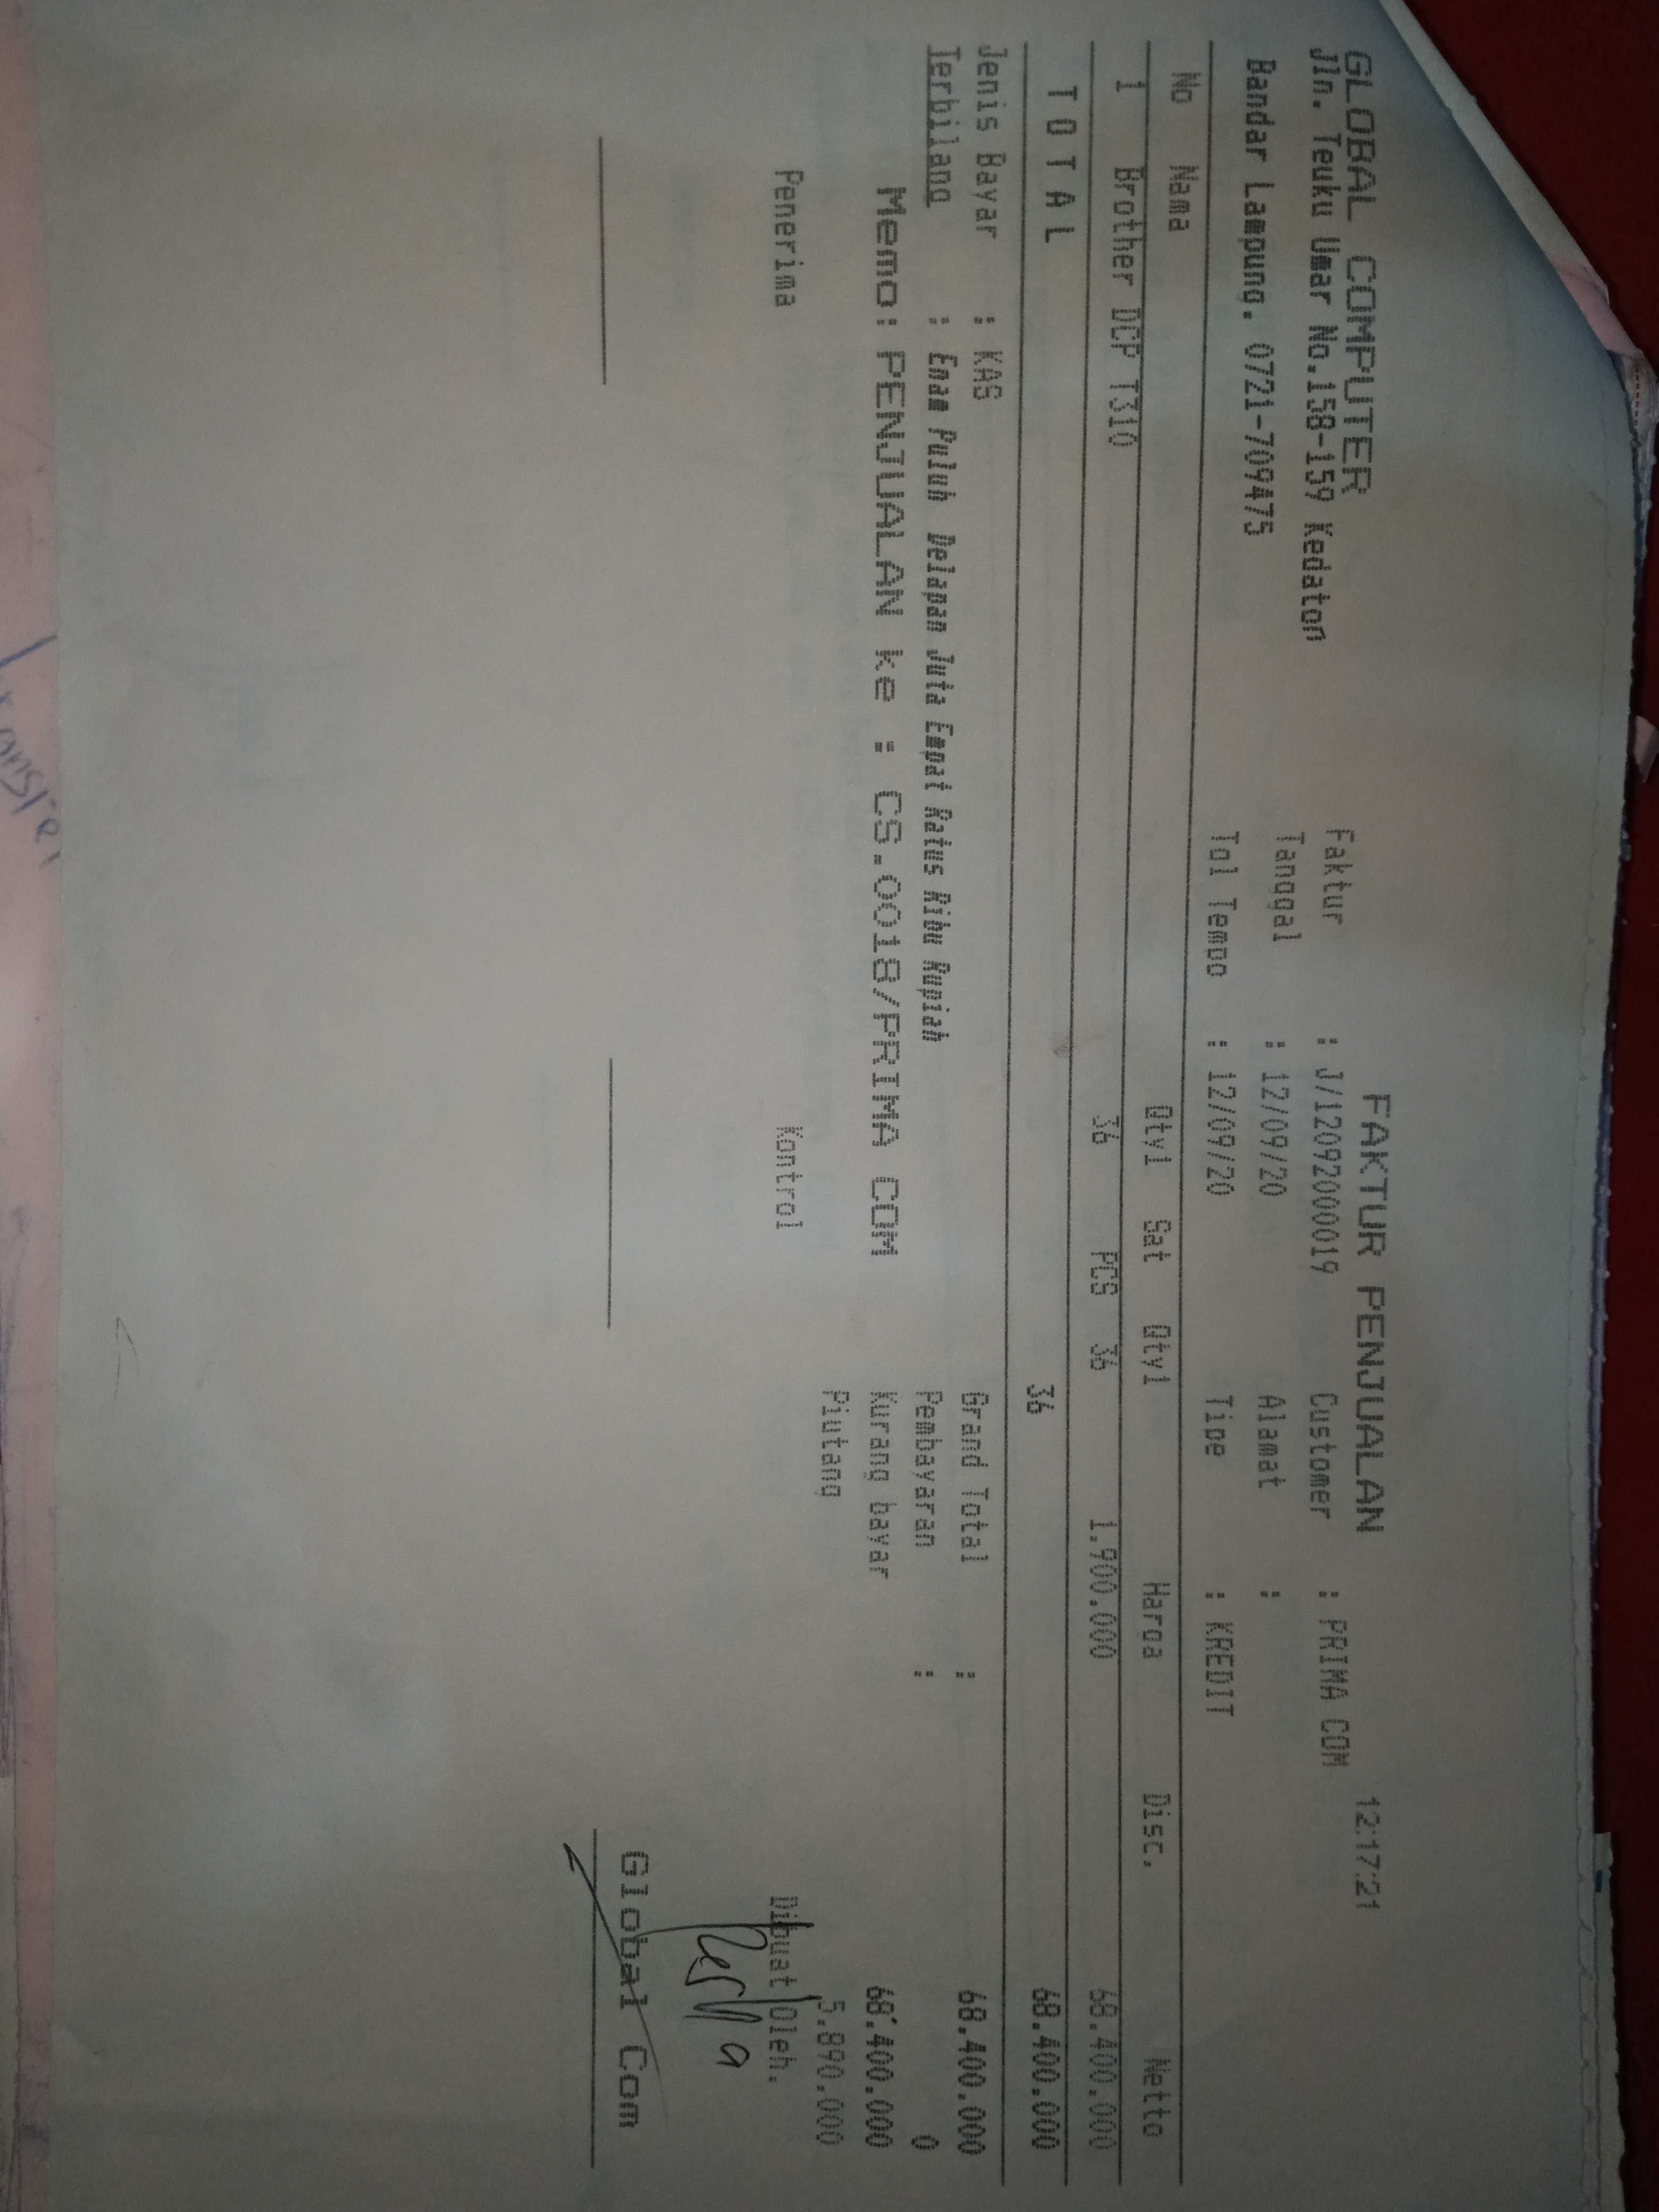 GLOBAL COMPUTER FAKTUR PENJUALAN 12:17:21
Jln. Teuku Umar No.158-159 Kedaton Faktur : J/120920000019 Customer : PRIMA COM
Tanggal : 12/09/20 Alamat :
Bandar Lampung. 0721-709475
Tgl Tempo : 12/09/20 Tipe : KREDIT
No Nama Qty1 Sat Qty1 Harga Disc. Netto
1 Brother DCP T310 36 PCS 36 1.900.000 68.400.000
T O T A L 36 68.400.000
Jenis Bayar : KAS Grand Total : 68.400.000
Terbilang : Enam Puluh Delapan Juta Empat Ratus Ribu Rupiah Pembayaran : 0
Memo: PENJUALAN ke : CS.0018/PRIMA COM Kurang bayar 68.400.000
Piutang 5.890.000
Penerima Kontrol Dibuat Oleh.
Global Com